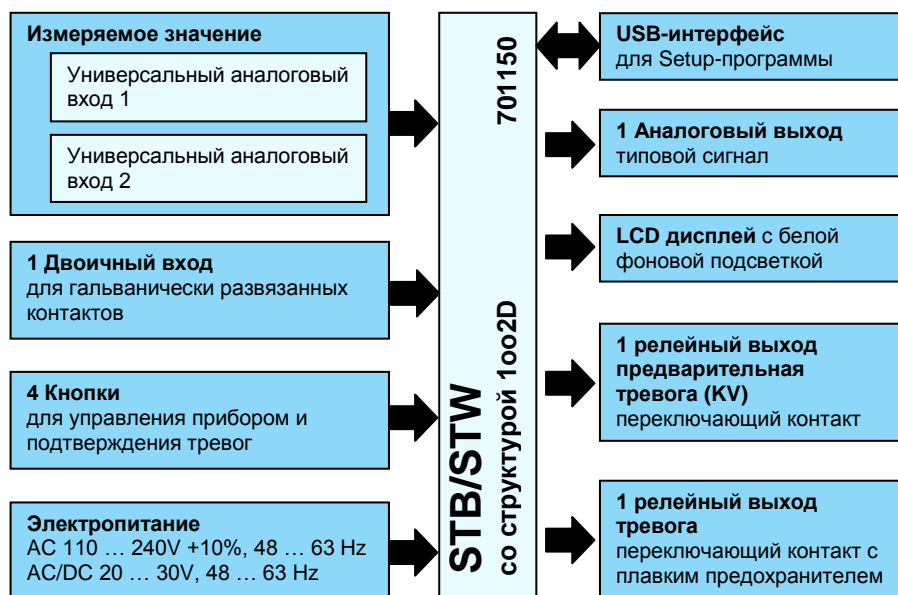 Измеряемое значение
Универсальный аналоговый
вход 1
Универсальный аналоговый
вход 2
1 Двоичный вход
для гальванически развязанных
контактов
4 Кнопки
для управления прибором и
подтверждения тревог
Электропитание
AC 110 … 240V +10%, 48 … 63 Hz
AC/DC 20 … 30V, 48 … 63 Hz
STB/STW
со структурой 1oo2D
701150
USB-интерфейс
для Setup-программы
1 Аналоговый выход
типовой сигнал
LCD дисплей с белой
фоновой подсветкой
1 релейный выход
предварительная
тревога (KV)
переключающий контакт
1 релейный выход
тревога
переключающий контакт с
плавким предохранителем